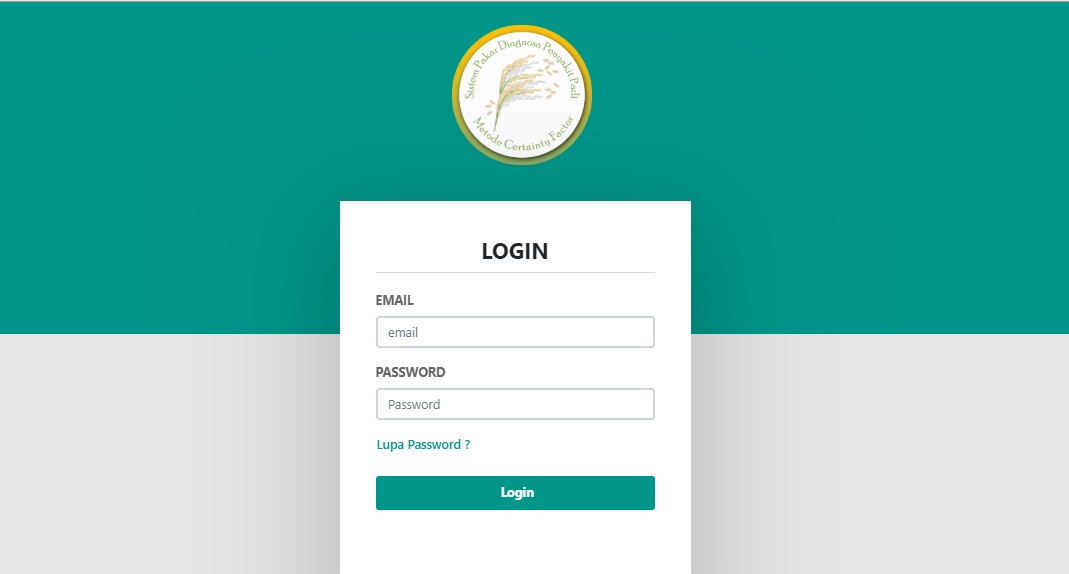 Sistem Pakar Diagnosa Penyakit Padi
Metode Certainty Factor
LOGIN
EMAIL
email
PASSWORD
Password
Lupa Password ?
Login